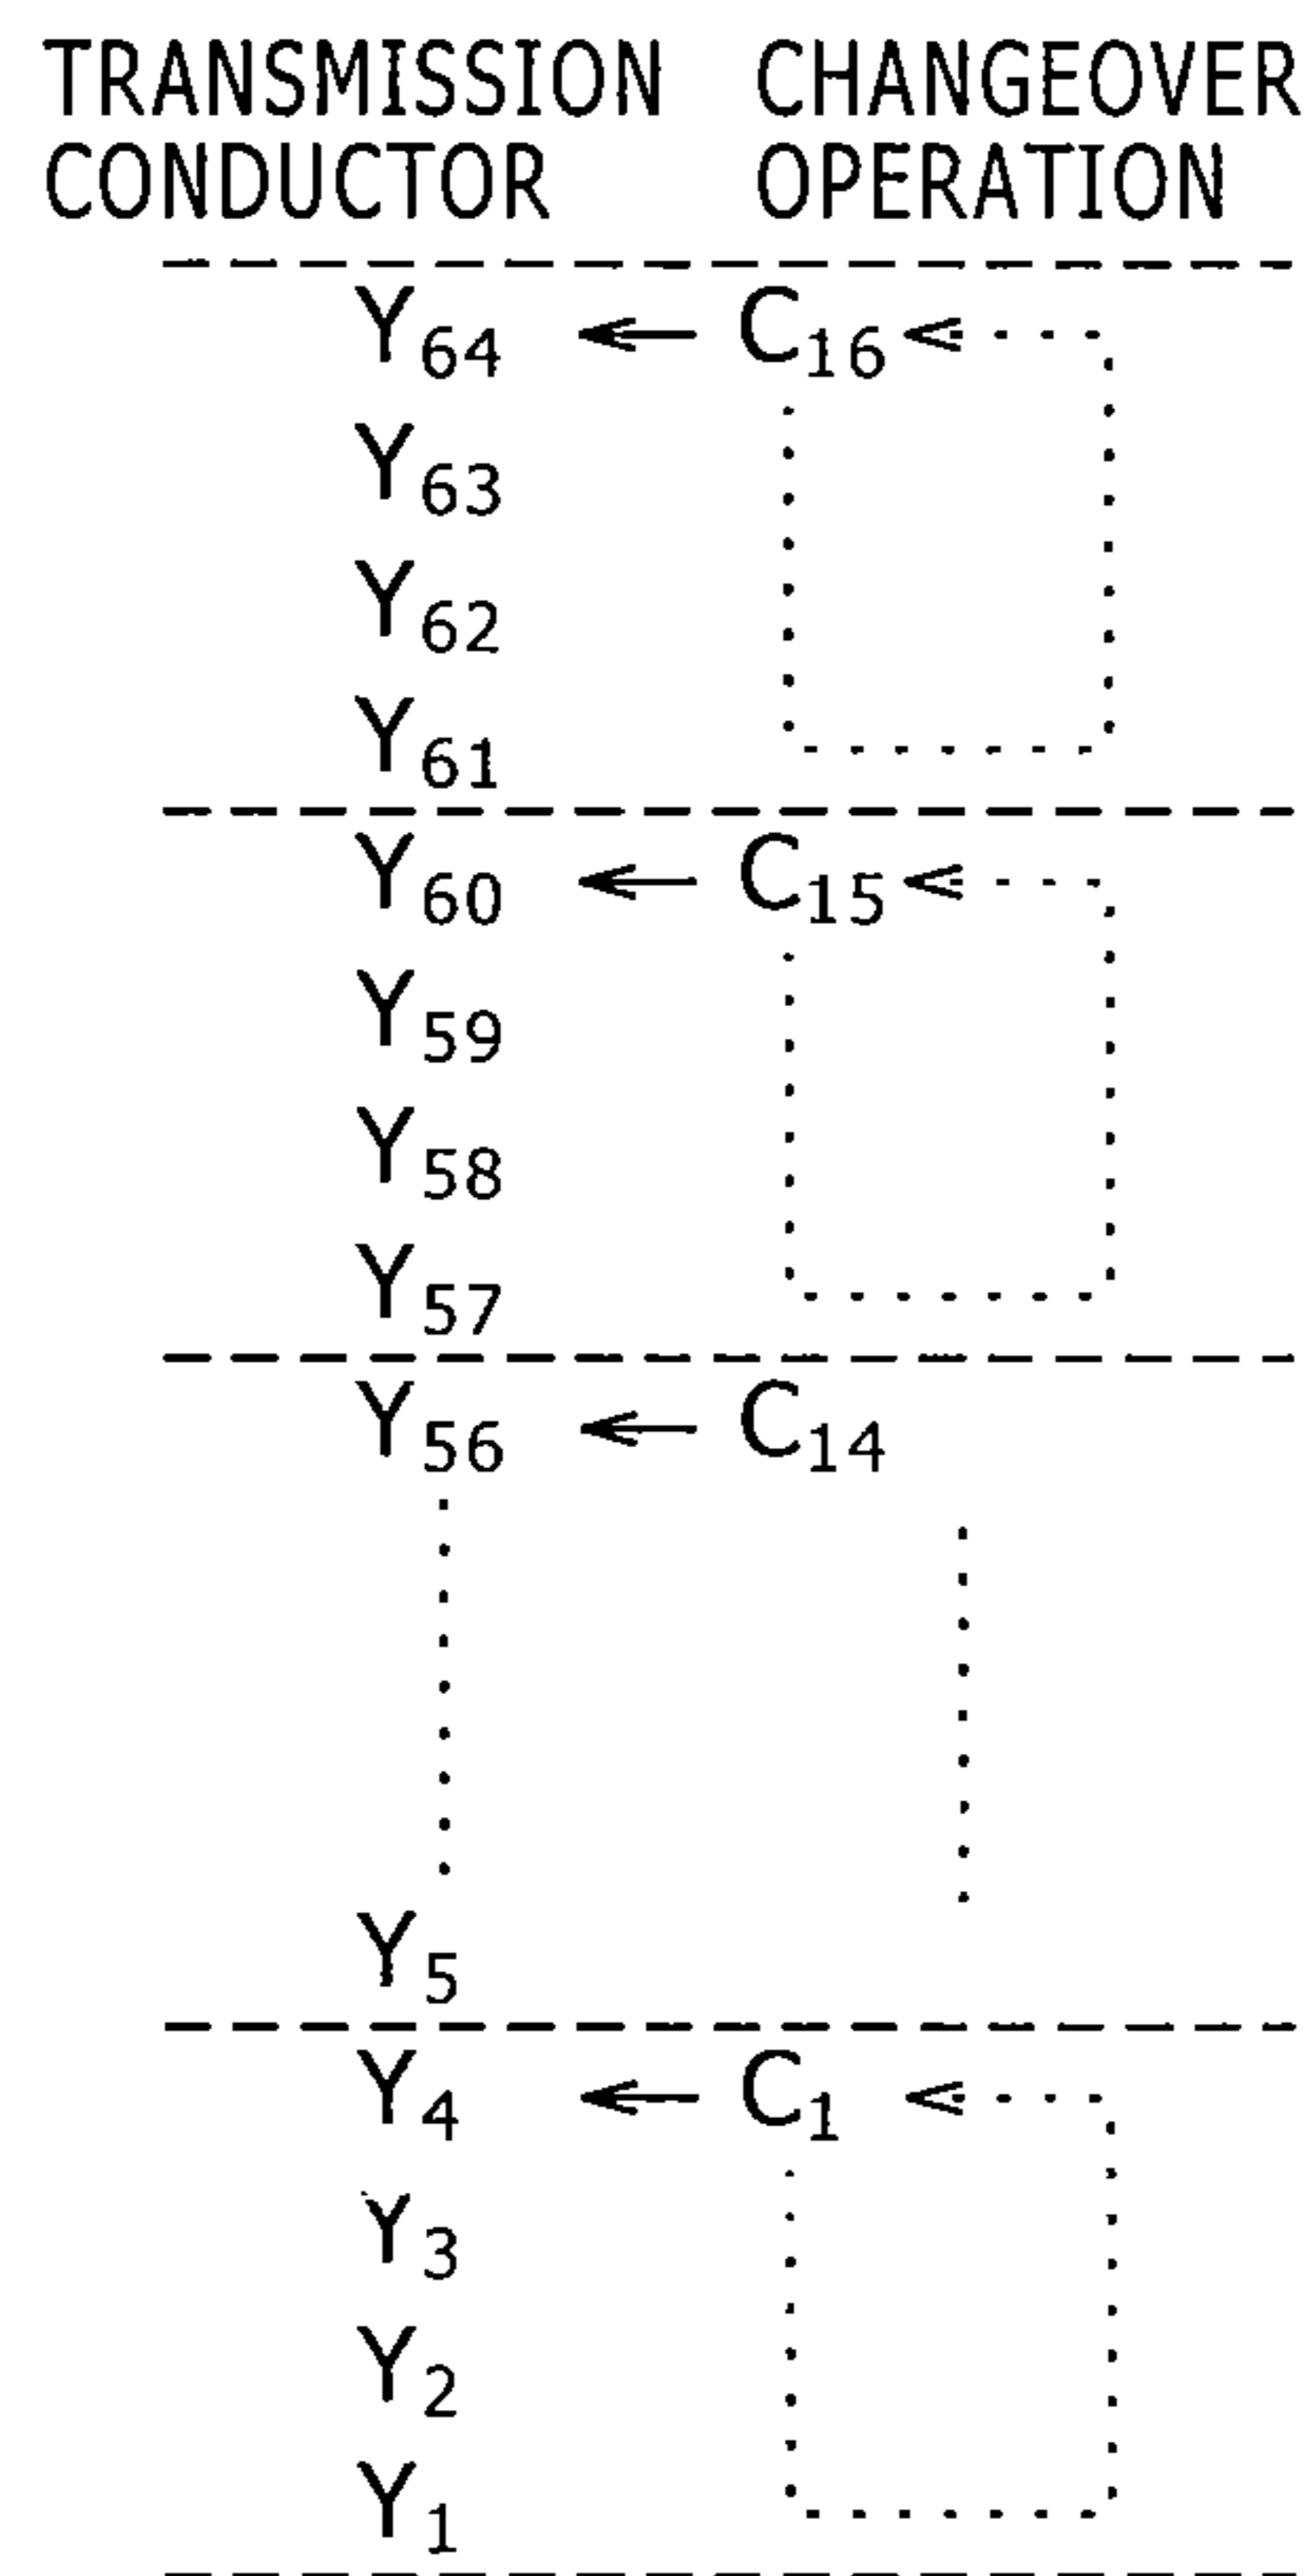 TRANSMISSION CHANGEOVER
CONDUCTOR OPERATION
Y64 ← C16
Y63
Y62
Y61
Y60 ← C15
Y59
Y58
Y57
Y56 ← C14
Y5
Y4 ← C1
Y3
Y2
Y1